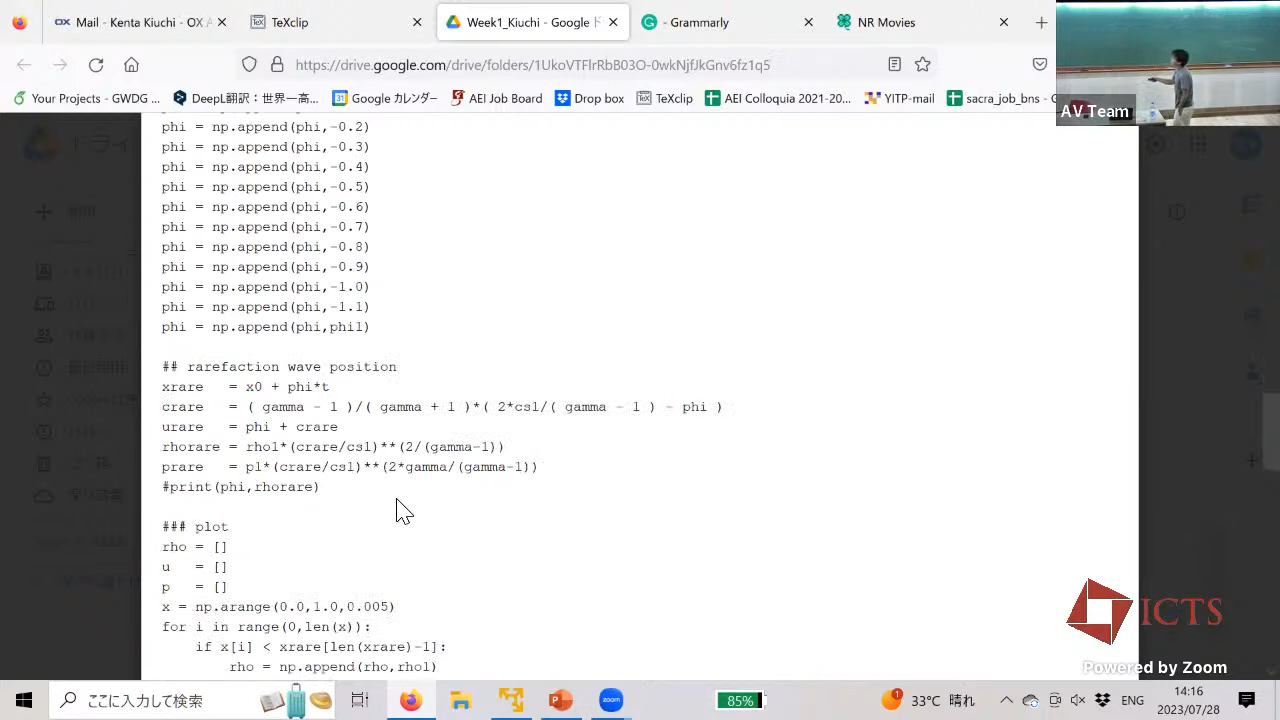 Mail - Kenta Kiuchi - OX A
TeXclip
Week1_Kiuchi - Google ド
Grammarly
NR Movies
https://drive.google.com/drive/folders/1UkoVTFlrRbB03O-0wkNjfJkGnv6fz1q5
Your Projects - GWDG ...
DeepL翻訳：世界一高...
Google カレンダー
AEI Job Board
Drop box
TeXclip
AEI Colloquia 2021-20...
YITP-mail
sacra_job_bns - G
AV Team
phi = np.append(phi,-0.2)
phi = np.append(phi,-0.3)
phi = np.append(phi,-0.4)
phi = np.append(phi,-0.5)
phi = np.append(phi,-0.6)
phi = np.append(phi,-0.7)
phi = np.append(phi,-0.8)
phi = np.append(phi,-0.9)
phi = np.append(phi,-1.0)
phi = np.append(phi,-1.1)
phi = np.append(phi,phi1)
## rarefaction wave position
xrare   = x0 + phi*t
crare   = ( gamma - 1 )/( gamma + 1 )*( 2*cs1/( gamma - 1 ) - phi )
urare   = phi + crare
rhorare = rho1*(crare/cs1)**(2/(gamma-1))
prare   = p1*(crare/cs1)**(2*gamma/(gamma-1))
#print(phi,rhorare)
### plot
rho = []
u   = []
p   = []
x = np.arange(0.0,1.0,0.005)
for i in range(0,len(x)):
    if x[i] < xrare[len(xrare)-1]:
        rho = np.append(rho,rho1)
ICTS
Powered by Zoom
ここに入力して検索
zoom
85%
1
33°C 晴れ
ENG
14:16
2023/07/28